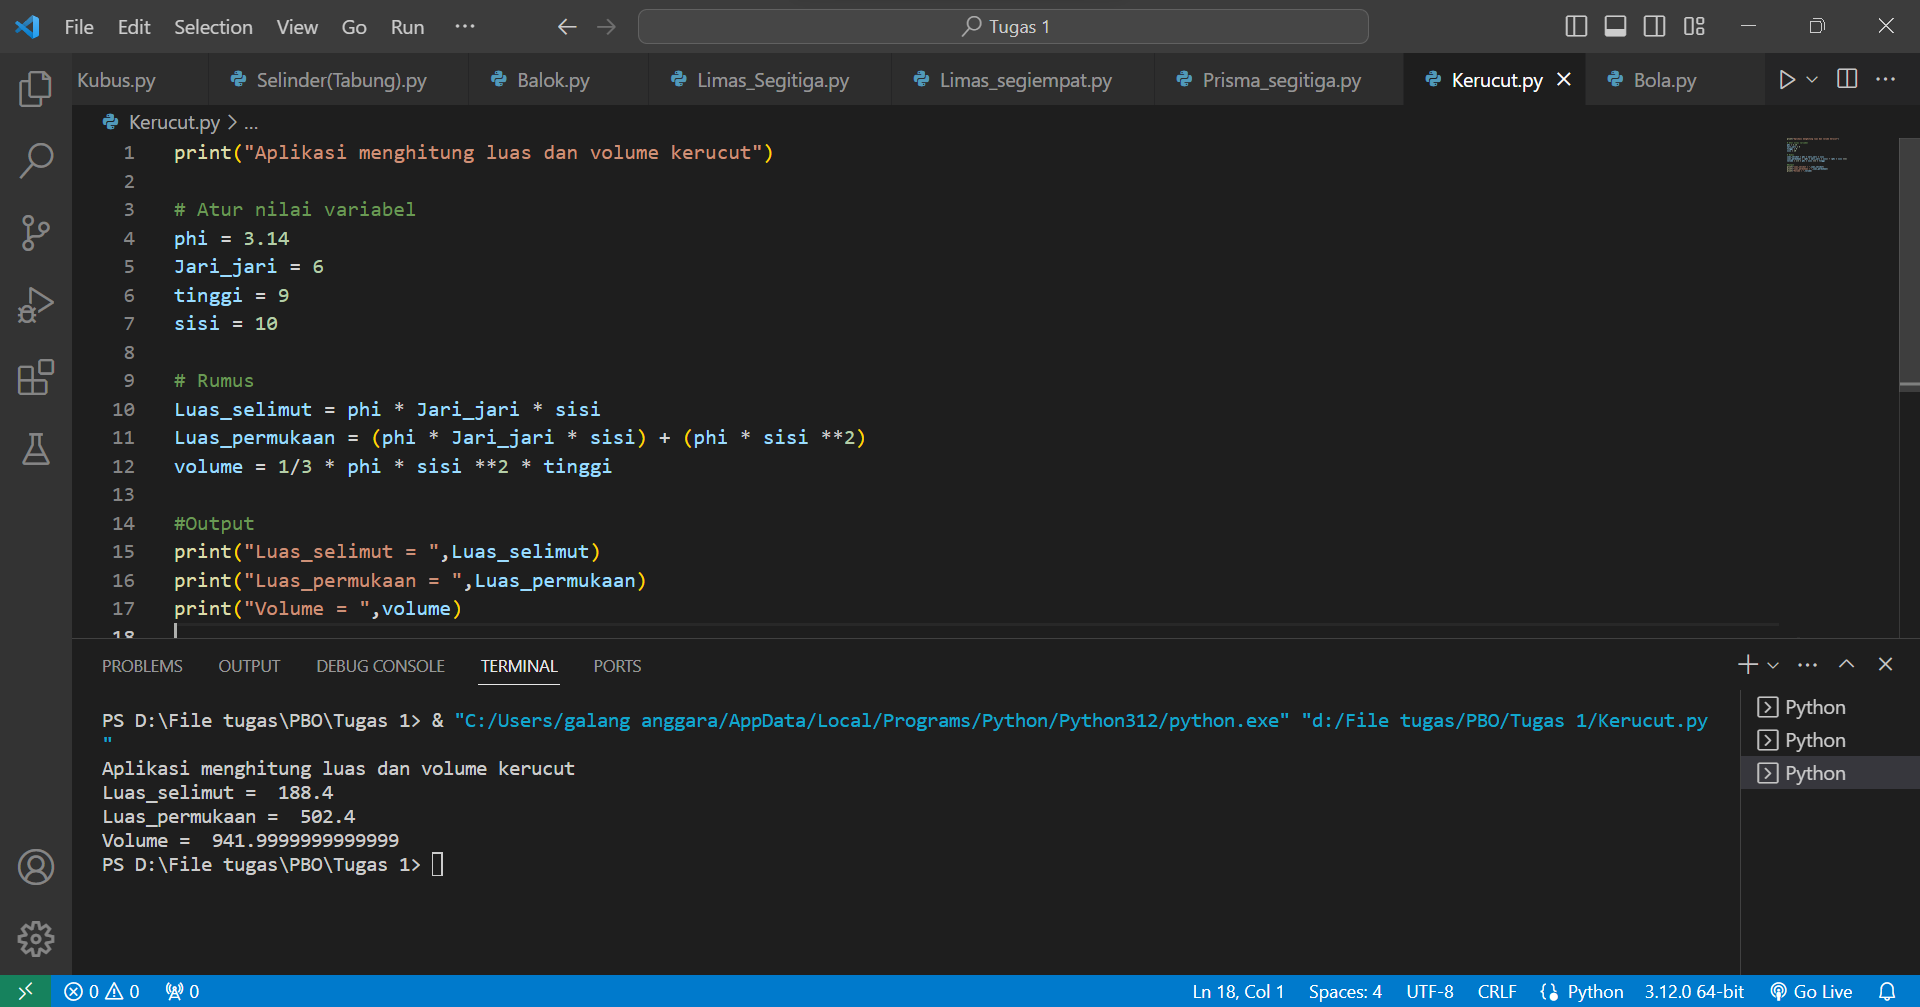 File Edit Selection View Go Run ··· Tugas 1
Kubus.py Selinder(Tabung).py Balok.py Limas_Segitiga.py Limas_segiempat.py Prisma_segitiga.py Kerucut.py Bola.py
Kerucut.py > ...
1 print("Aplikasi menghitung luas dan volume kerucut")
2
3 # Atur nilai variabel
4 phi = 3.14
5 Jari_jari = 6
6 tinggi = 9
7 sisi = 10
8
9 # Rumus
10 Luas_selimut = phi * Jari_jari * sisi
11 Luas_permukaan = (phi * Jari_jari * sisi) + (phi * sisi **2)
12 volume = 1/3 * phi * sisi **2 * tinggi
13
14 #Output
15 print("Luas_selimut = ",Luas_selimut)
16 print("Luas_permukaan = ",Luas_permukaan)
17 print("Volume = ",volume)
18
PROBLEMS OUTPUT DEBUG CONSOLE TERMINAL PORTS
PS D:\File tugas\PBO\Tugas 1> & "C:/Users/galang anggara/AppData/Local/Programs/Python/Python312/python.exe" "d:/File tugas/PBO/Tugas 1/Kerucut.py
"
Aplikasi menghitung luas dan volume kerucut
Luas_selimut =  188.4
Luas_permukaan =  502.4
Volume =  941.9999999999999
PS D:\File tugas\PBO\Tugas 1>
Python
Python
Python
0 0 0 Ln 18, Col 1 Spaces: 4 UTF-8 CRLF Python 3.12.0 64-bit Go Live